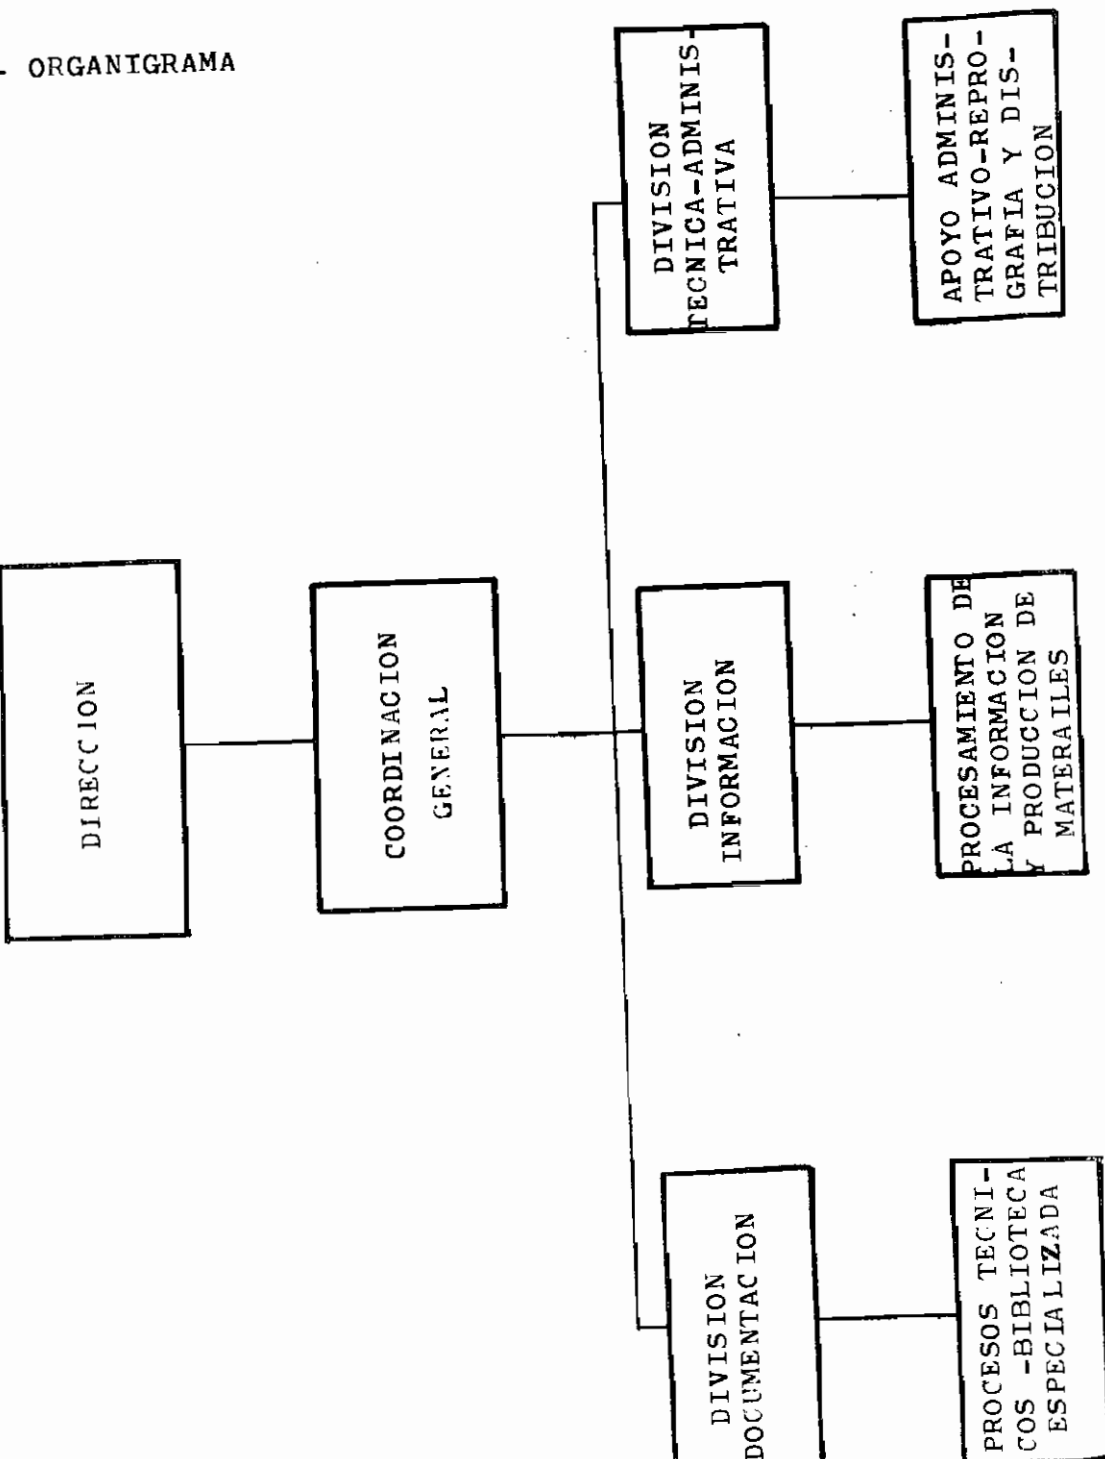 - ORGANIGRAMA
DIRECCION
COORDINACION
GENERAL
DIVISION
DOCUMENTACION
DIVISION
INFORMACION
DIVISION
TECNICA-ADMINIS-
TRATIVA
PROCESOS TECNI-
COS -BIBLIOTECA
ESPECIALIZADA
PROCESAMIENTO DE
LA INFORMACION
Y PRODUCCION DE
MATERAILES
APOYO ADMINIS-
TRATIVO-REPRO-
GRAFIA Y DIS-
TRIBUCION